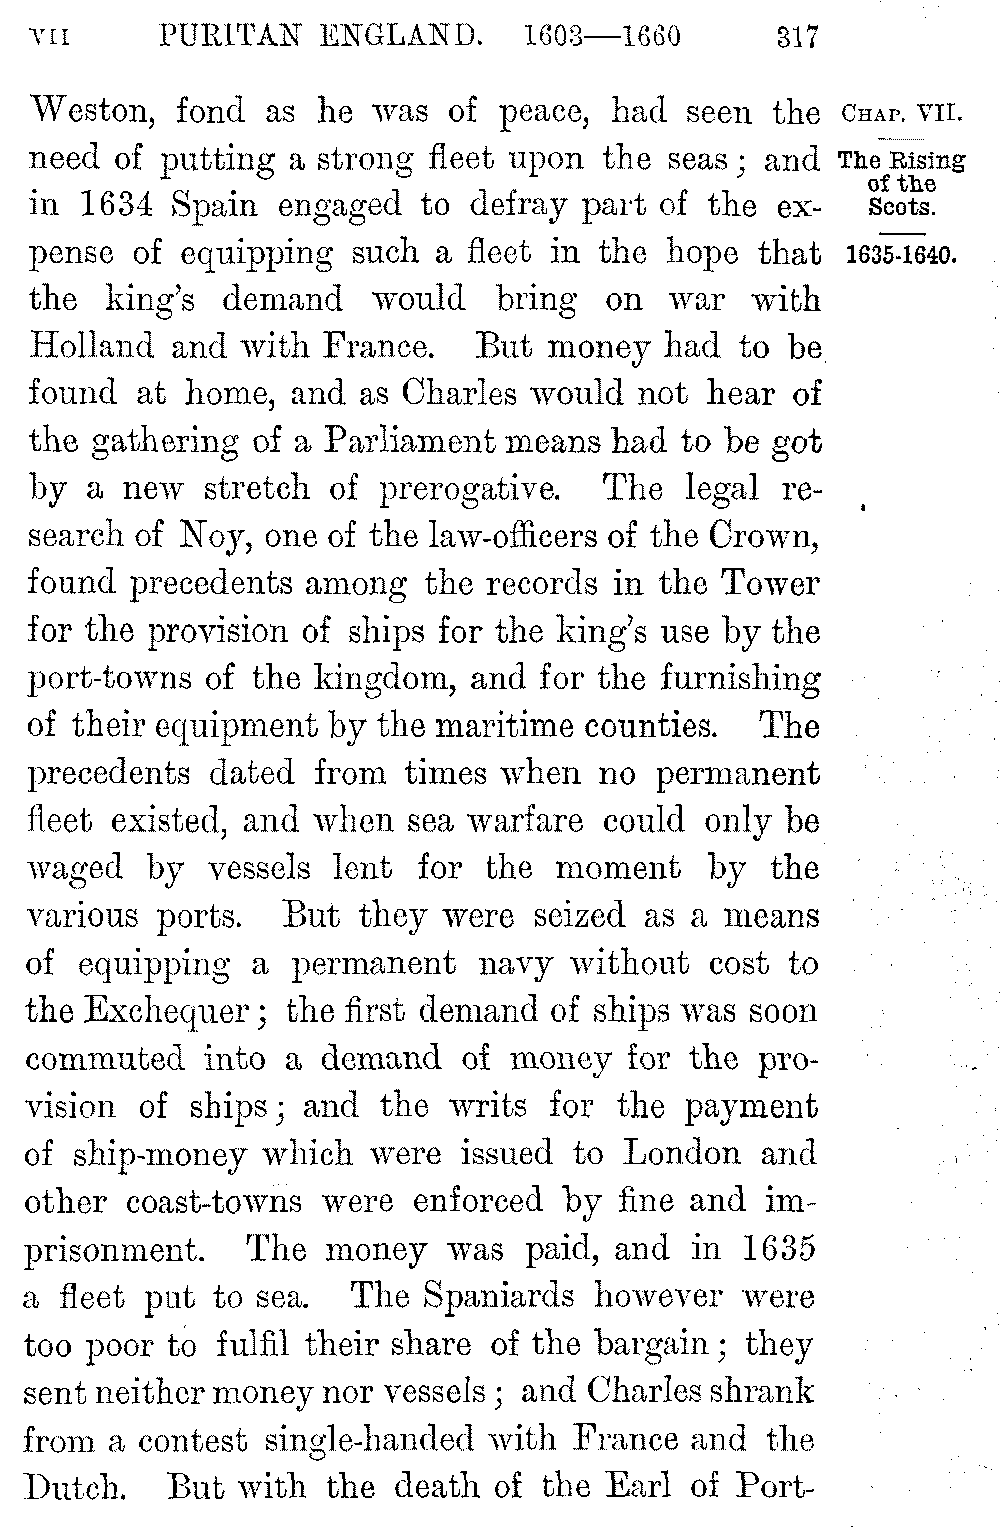 VII PURITAN ENGLAND. 1603—1660 317
Weston, fond as he was of peace, had seen the
need of putting a strong fleet upon the seas; and
in 1634 Spain engaged to defray part of the ex-
pense of equipping such a fleet in the hope that
the king's demand would bring on war with
Holland and with France. But money had to be
found at home, and as Charles would not hear of
the gathering of a Parliament means had to be got
by a new stretch of prerogative. The legal re-
search of Noy, one of the law-officers of the Crown,
found precedents among the records in the Tower
for the provision of ships for the king's use by the
port-towns of the kingdom, and for the furnishing
of their equipment by the maritime counties. The
precedents dated from times when no permanent
fleet existed, and when sea warfare could only be
waged by vessels lent for the moment by the
various ports. But they were seized as a means
of equipping a permanent navy without cost to
the Exchequer; the first demand of ships was soon
commuted into a demand of money for the pro-
vision of ships; and the writs for the payment
of ship-money which were issued to London and
other coast-towns were enforced by fine and im-
prisonment. The money was paid, and in 1635
a fleet put to sea. The Spaniards however were
too poor to fulfil their share of the bargain; they
sent neither money nor vessels; and Charles shrank
from a contest single-handed with France and the
Dutch. But with the death of the Earl of Port-
CHAP. VII.
The Rising
of the
Scots.
1635-1640.